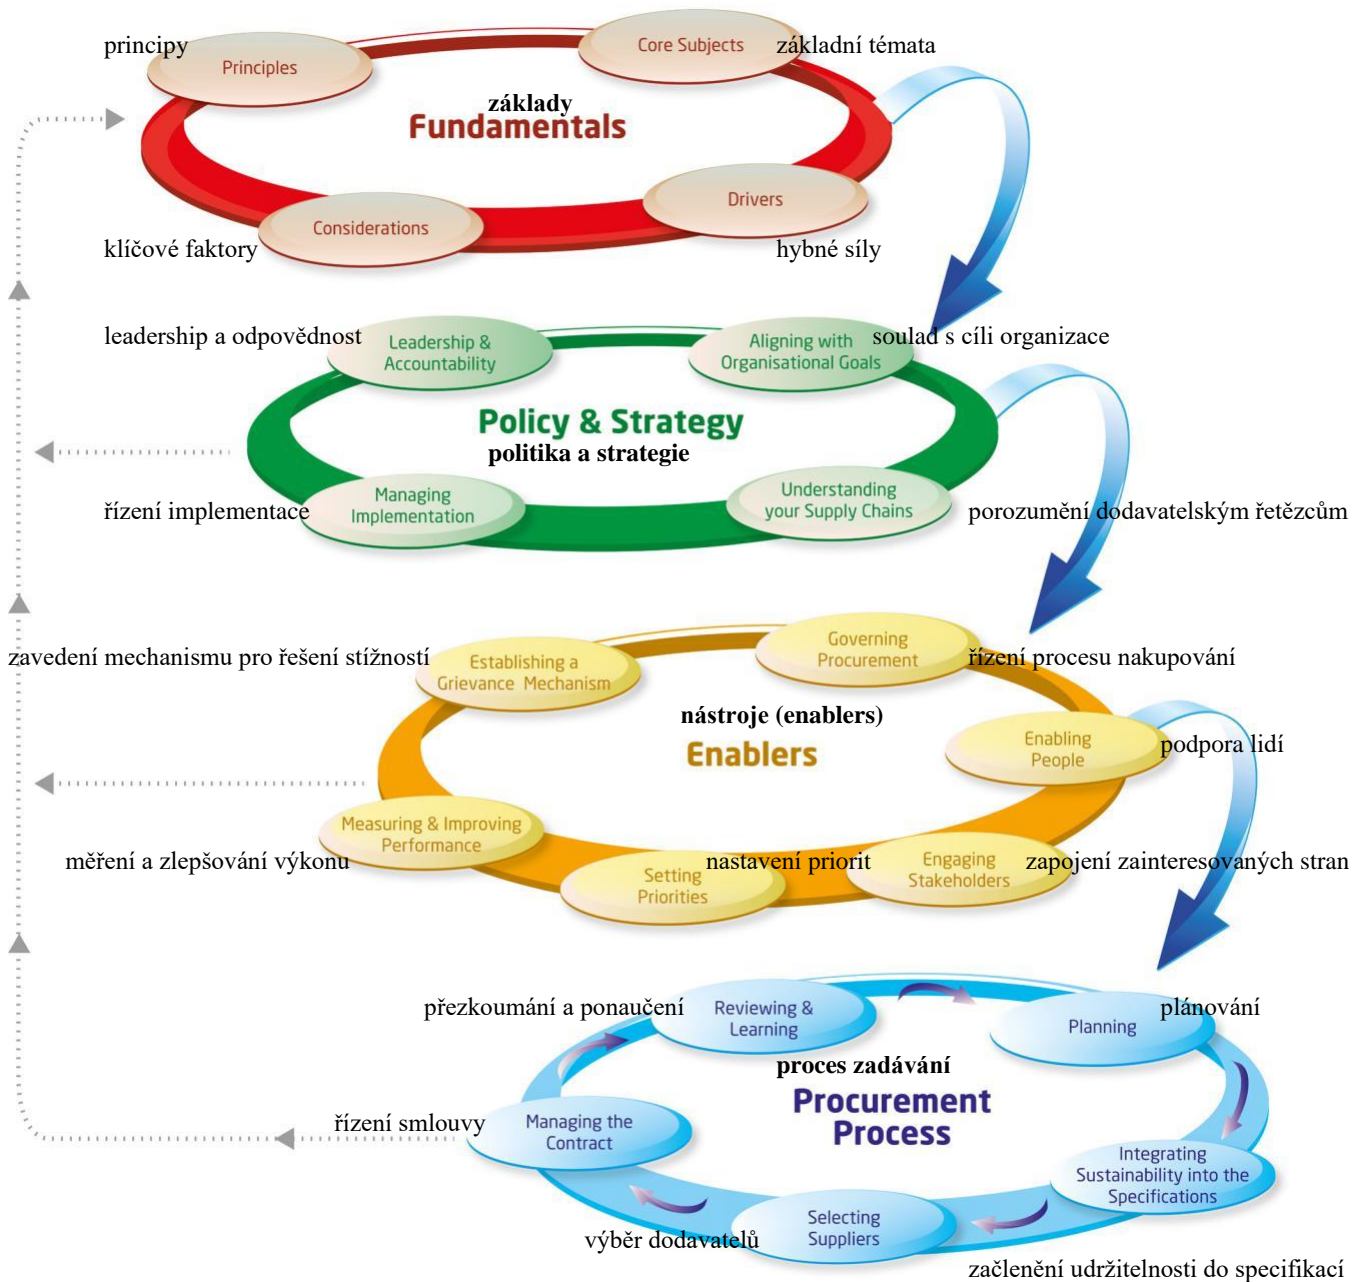 principy
Principles
Core Subjects
základní témata
základy
Fundamentals
klíčové faktory
Considerations
Drivers
hybné síly
leadership a odpovědnost
Leadership &
Accountability
Aligning with
Organisational Goals
soulad s cíli organizace
Policy & Strategy
politika a strategie
řízení implementace
Managing
Implementation
Understanding
your Supply Chains
porozumění dodavatelským řetězcům
zavedení mechanismu pro řešení stížností
Establishing a
Grievance Mechanism
Governing
Procurement
řízení procesu nakupování
nástroje (enablers)
Enablers
Enabling
People
podpora lidí
měření a zlepšování výkonu
Measuring & Improving
Performance
Setting
Priorities
nastavení priorit
Engaging
Stakeholders
zapojení zainteresovaných stran
přezkoumání a ponaučení
Reviewing &
Learning
Planning
plánování
proces zadávání
Procurement
Process
řízení smlouvy
Managing the
Contract
Integrating
Sustainability into the
Specifications
výběr dodavatelů
Selecting
Suppliers
začlenění udržitelnosti do specifikací